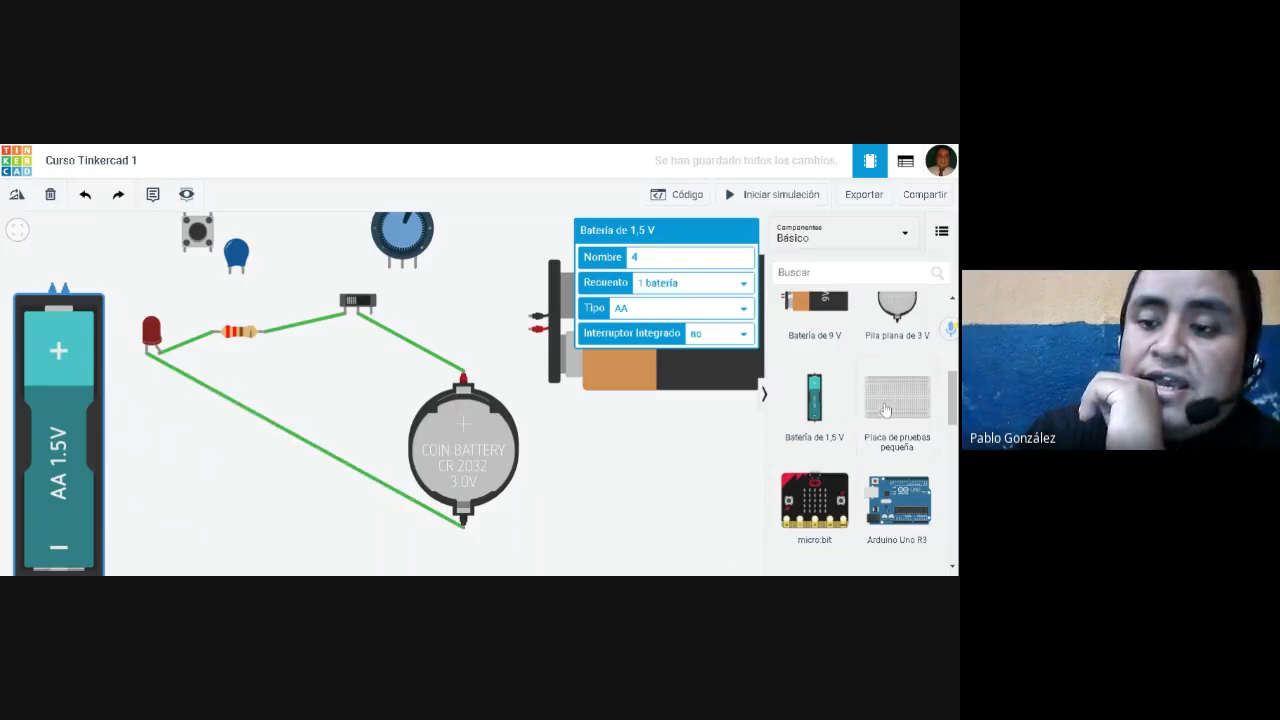 TIN
KER
CAD
Curso Tinkercad 1
Se han guardado todos los cambios.
Código
Iniciar simulación
Exportar
Compartir
Batería de 1,5 V
Nombre 4
Recuento 1 batería
Tipo AA
Interruptor Integrado no
Componentes
Básico
Buscar
9V
Batería de 9 V
Pila plana de 3 V
Batería de 1,5 V
Placa de pruebas
pequeña
micro:bit
Arduino Uno R3
+
AA 1.5V
COIN BATTERY
CR 2032
3.0V
Pablo González